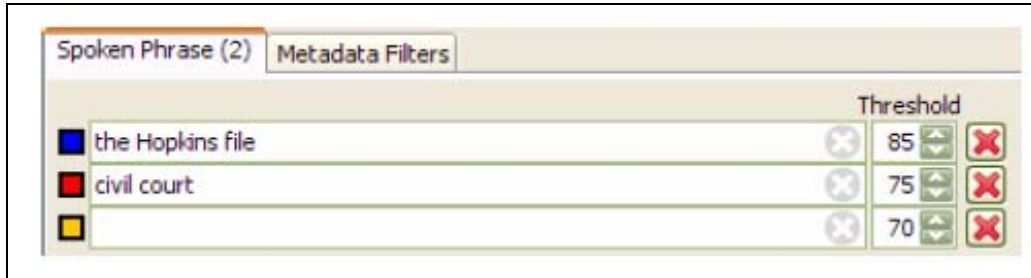 Spoken Phrase (2) Metadata Filters
Threshold
the Hopkins file 85
civil court 75
70